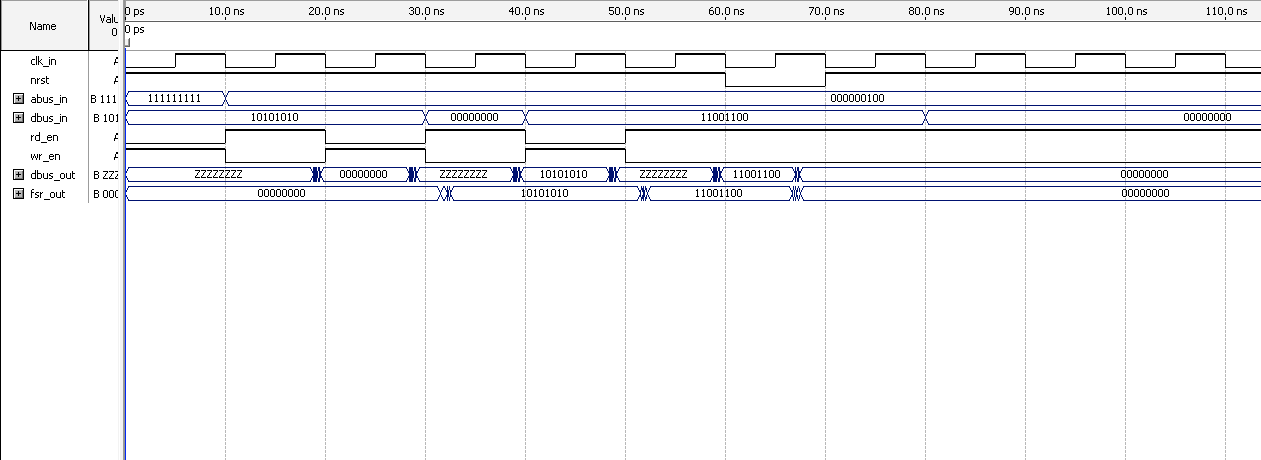 Name Valu 0 0 ps 10.0 ns 20.0 ns 30.0 ns 40.0 ns 50.0 ns 60.0 ns 70.0 ns 80.0 ns 90.0 ns 100.0 ns 110.0 ns
0 ps
clk_in A
nrst A
abus_in B 111 111111111 000000100
dbus_in B 101 10101010 00000000 11001100 00000000
rd_en A
wr_en A
dbus_out B ZZZ ZZZZZZZZ 00000000 ZZZZZZZZ 10101010 ZZZZZZZZ 11001100 00000000
fsr_out B 000 00000000 10101010 11001100 00000000